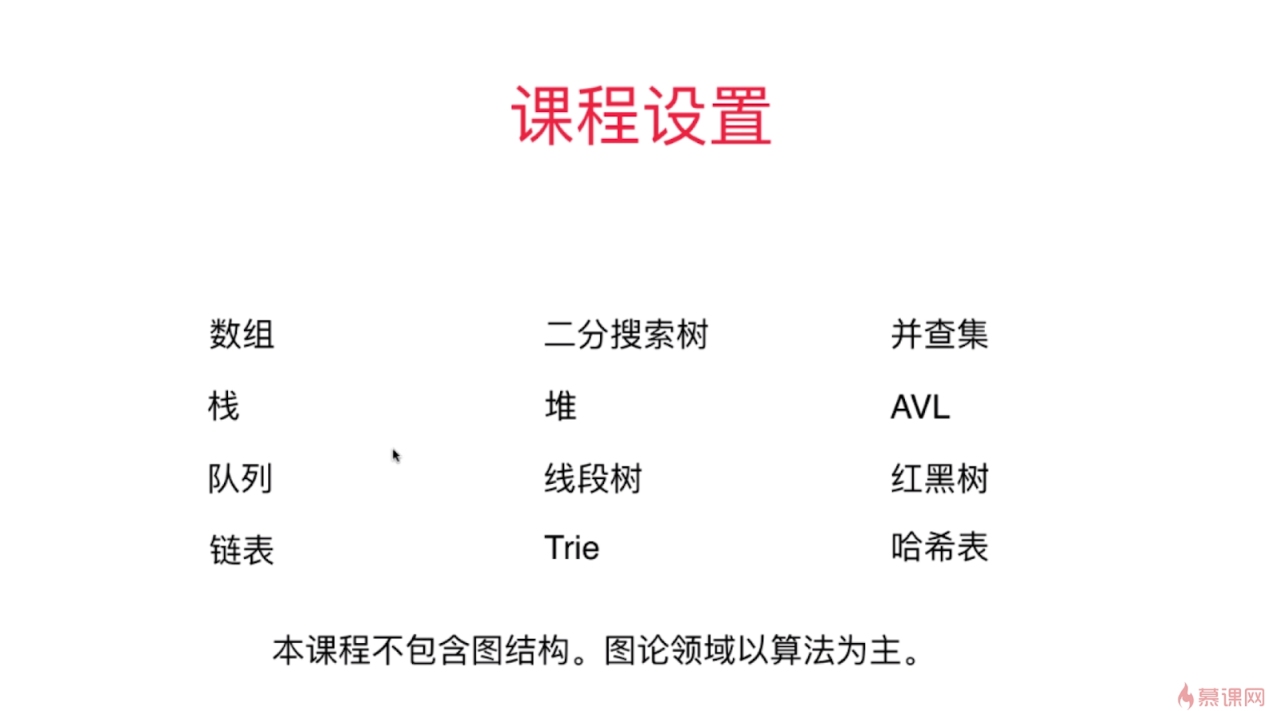 课程设置
数组
二分搜索树
并查集
栈
堆
AVL
队列
线段树
红黑树
链表
Trie
哈希表
本课程不包含图结构。图论领域以算法为主。
慕课网